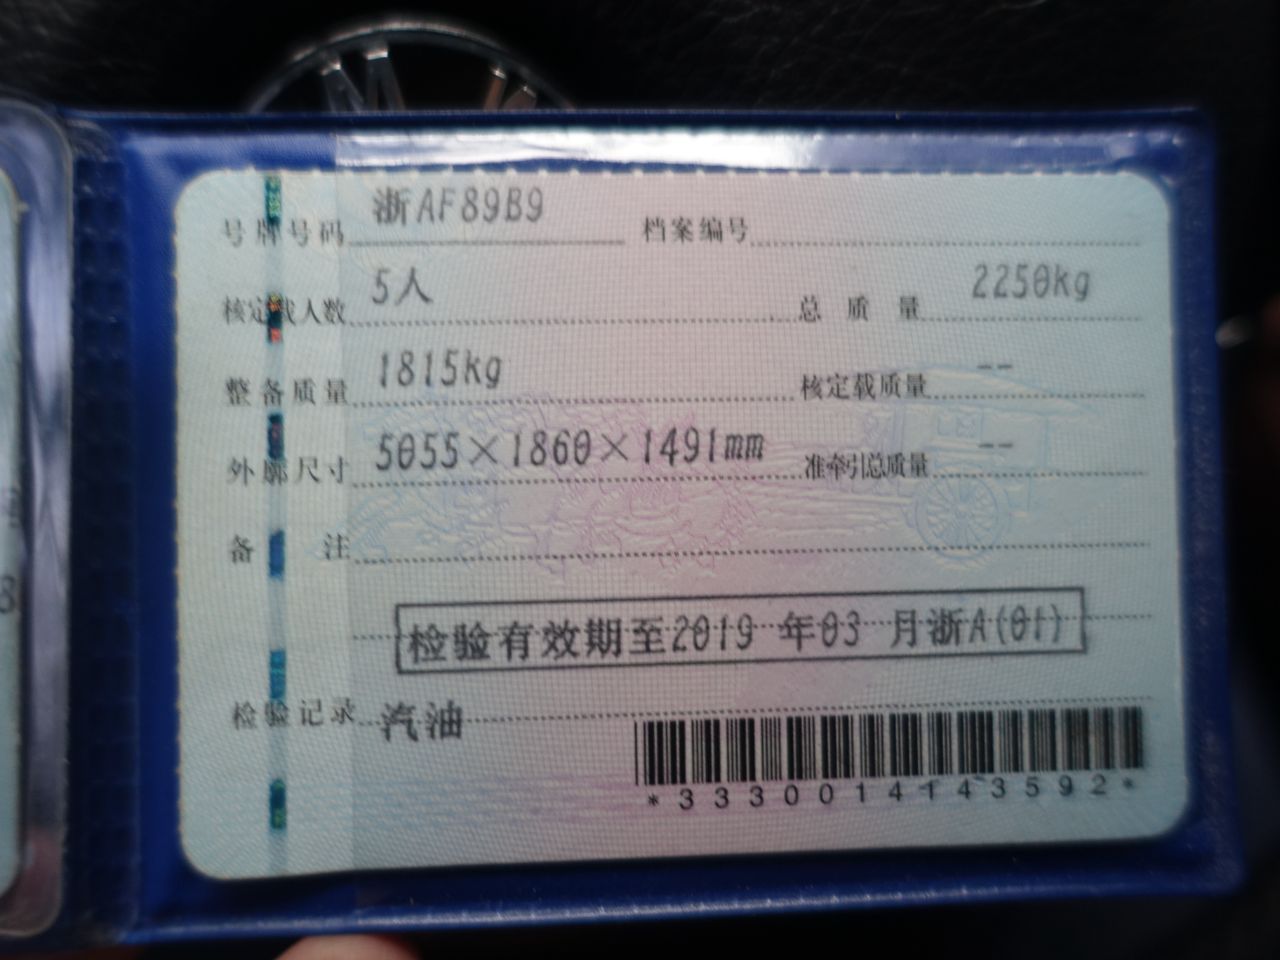 号牌号码 浙AF89B9 档案编号
核定载人数 5人 总质量 2250kg
整备质量 1815kg 核定载质量 --
外廓尺寸 5055×1860×1491mm 准牵引总质量 --
备注
检验有效期至2019 年03 月浙A(01)
检验记录 汽油
*3330014143592*